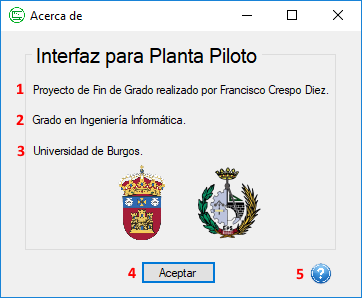 Acerca de
Interfaz para Planta Piloto
1 Proyecto de Fin de Grado realizado por Francisco Crespo Diez.
2 Grado en Ingeniería Informática.
3 Universidad de Burgos.
4 Aceptar
5 ?